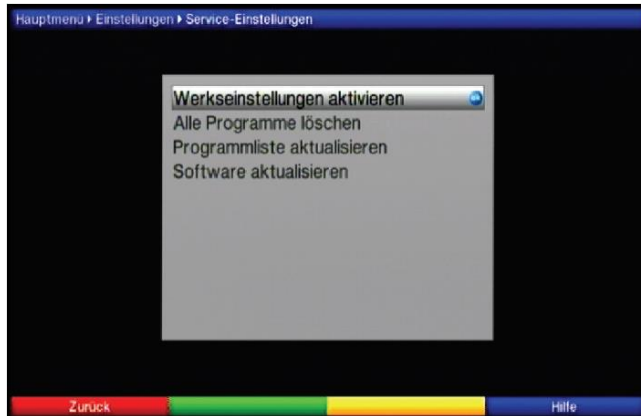 Hauptmenü ▸ Einstellungen ▸ Service-Einstellungen
Werkseinstellungen aktivieren
Alle Programme löschen
Programmliste aktualisieren
Software aktualisieren
Zurück
Hilfe